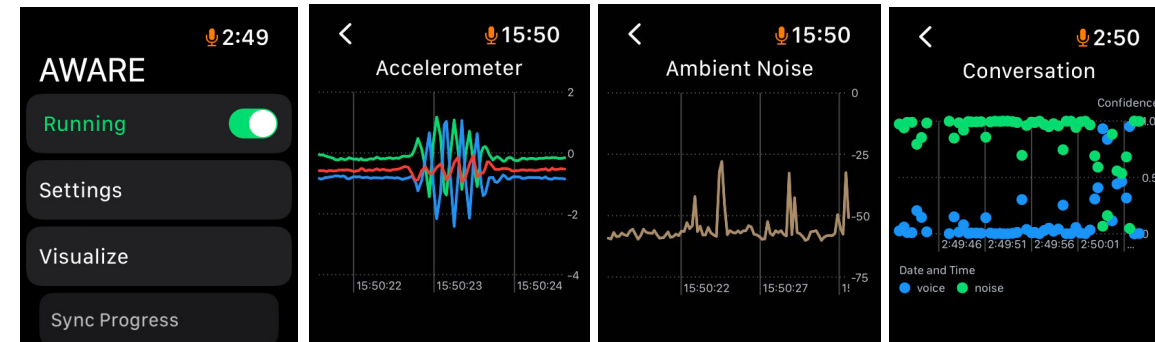 2:49
AWARE
Running
Settings
Visualize
Sync Progress
15:50
Accelerometer
2
0
-2
-4
15:50:22 15:50:23 15:50:24
15:50
Ambient Noise
0
-25
-50
-75
15:50:22 15:50:27
2:50
Conversation
Confidence
1.0
0.5
0
2:49:46 2:49:51 2:49:56 2:50:01 ...
Date and Time
voice noise